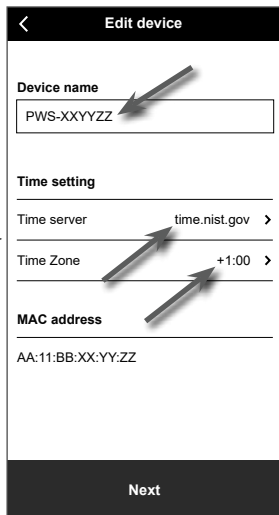 Edit device
Device name
PWS-XXYYZZ
Time setting
Time server time.nist.gov
Time Zone +1:00
MAC address
AA:11:BB:XX:YY:ZZ
Next